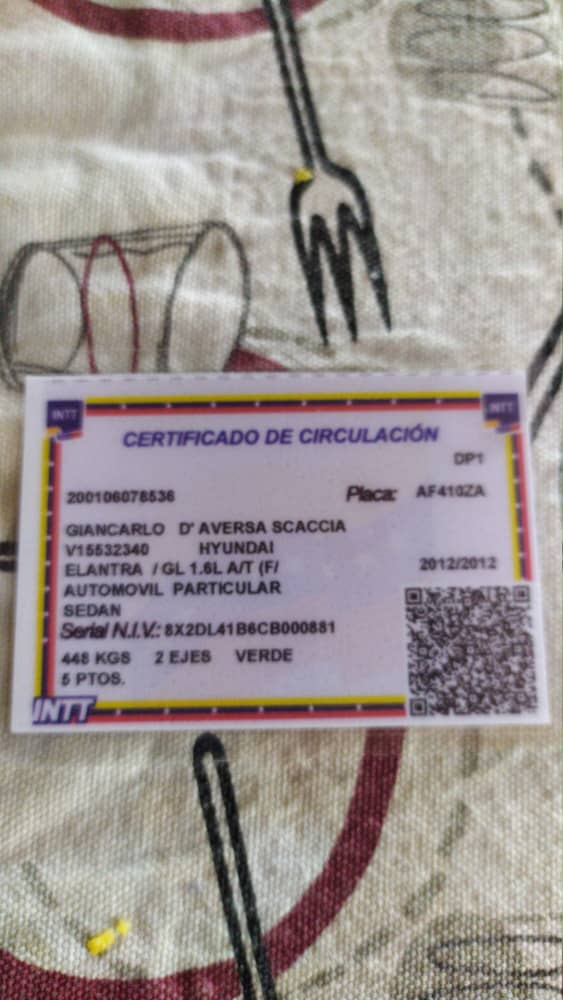 INTT
INTT
CERTIFICADO DE CIRCULACIÓN
DP1
200106078536 Placa: AF410ZA
GIANCARLO D' AVERSA SCACCIA
V15532340 HYUNDAI
ELANTRA / GL 1.6L A/T (F/ 2012/2012
AUTOMOVIL PARTICULAR
SEDAN
Serial N.I.V.: 8X2DL41B6CB000881
448 KGS 2 EJES VERDE
5 PTOS.
INTT